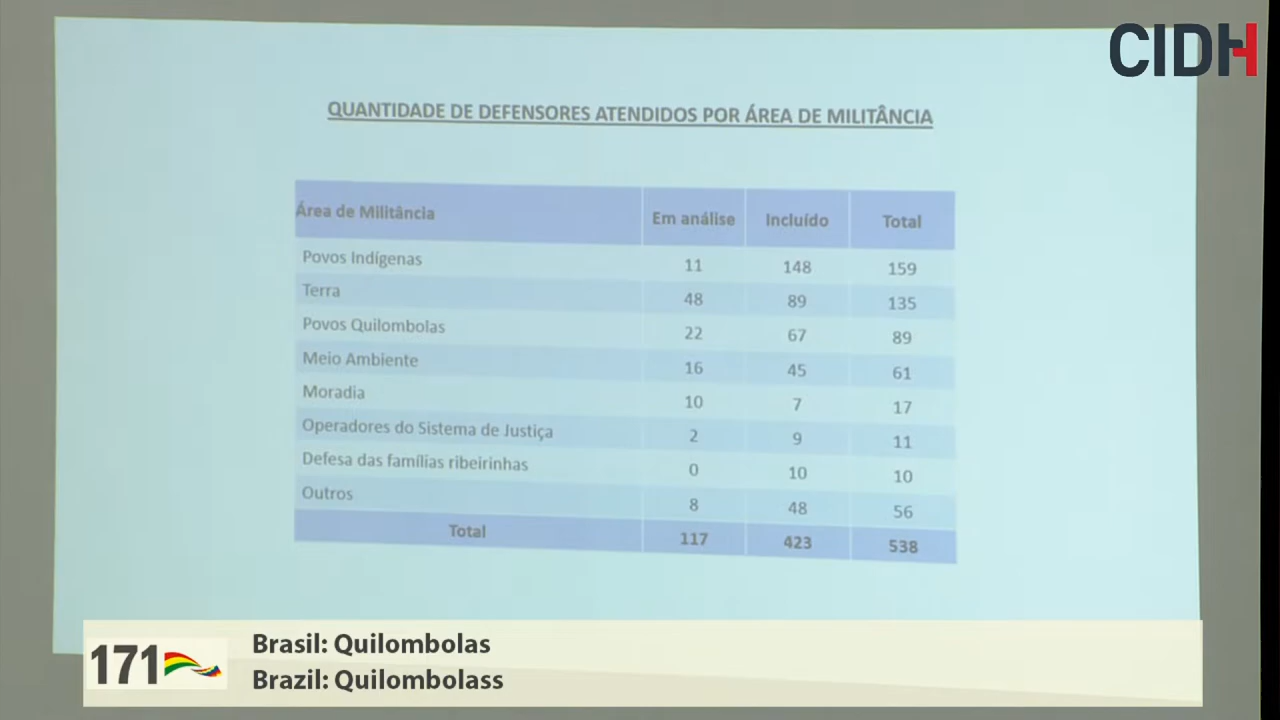 CIDH
QUANTIDADE DE DEFENSORES ATENDIDOS POR ÁREA DE MILITÂNCIA
Área de Militância Em análise Incluído Total
Povos Indígenas 11 148 159
Terra 48 89 135
Povos Quilombolas 22 67 89
Meio Ambiente 16 45 61
Moradia 10 7 17
Operadores do Sistema de Justiça 2 9 11
Defesa das famílias ribeirinhas 0 10 10
Outros 8 48 56
Total 117 423 538
171 Brasil: Quilombolas
Brazil: Quilombolass